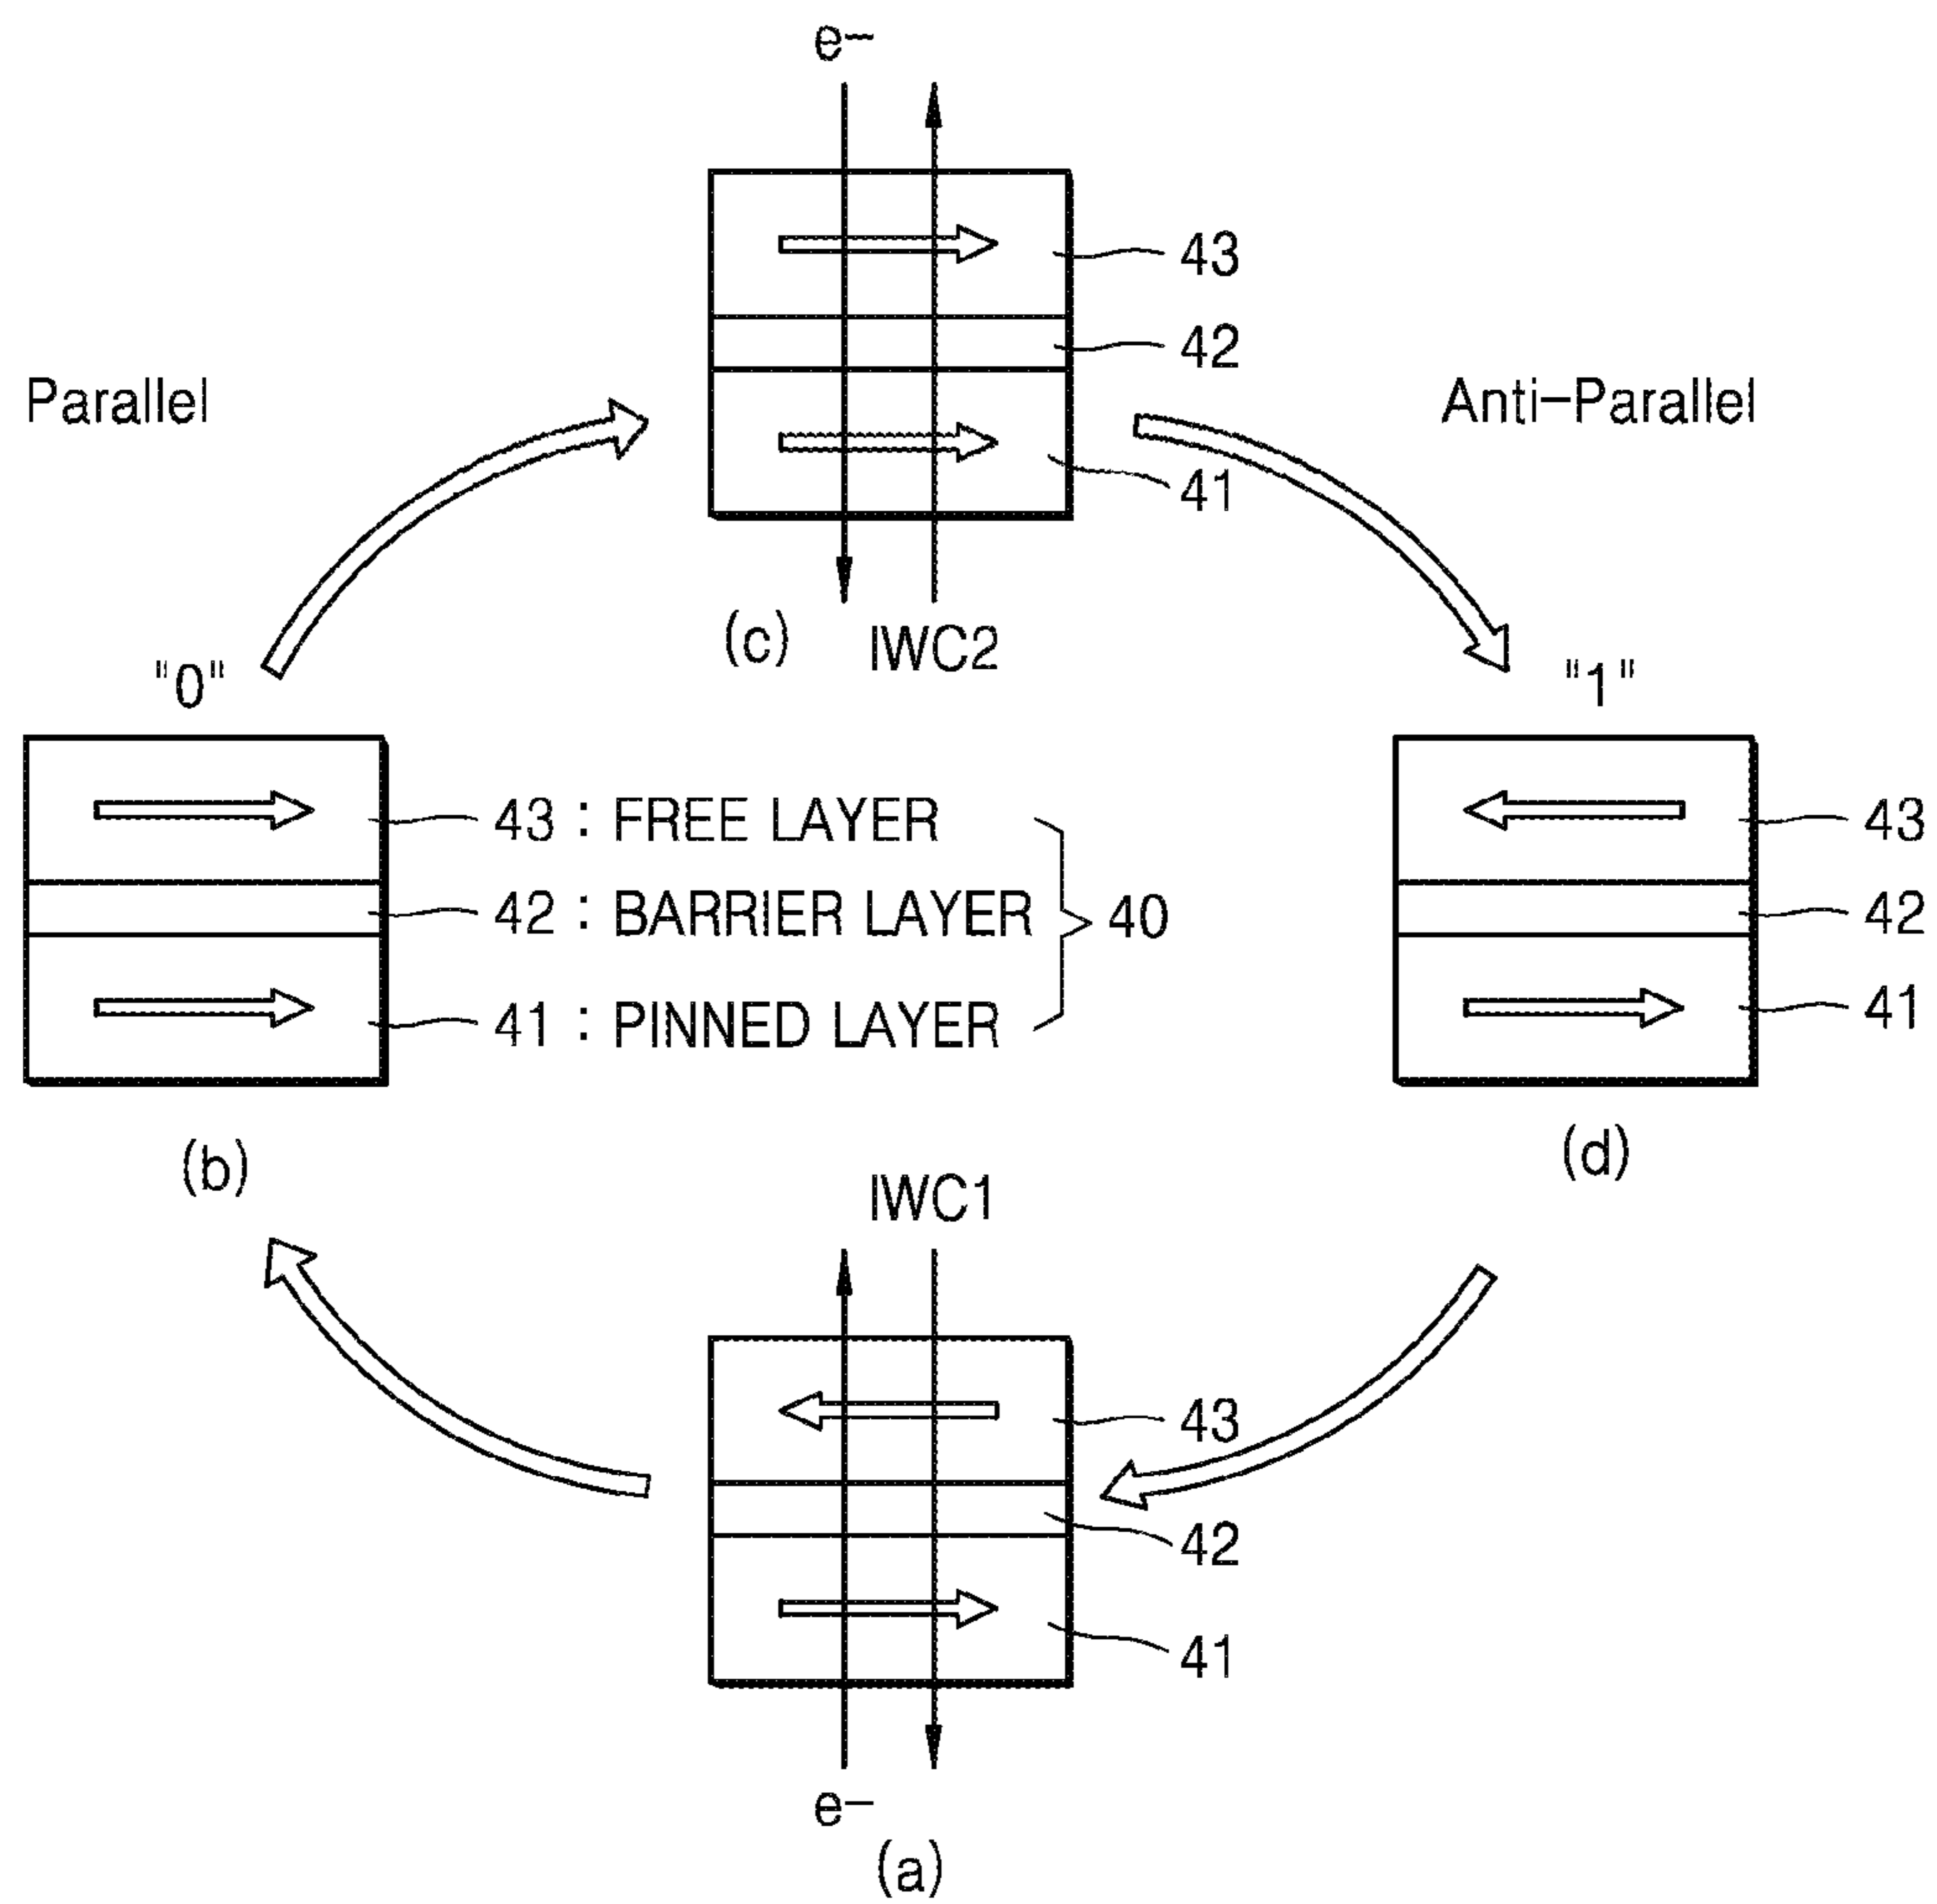 e-
43
42
41
Parallel
Anti-Parallel
(c)
IWC2
"0"
"1"
43 : FREE LAYER
42 : BARRIER LAYER
41 : PINNED LAYER
40
43
42
41
(b)
(d)
IWC1
43
42
41
e-
(a)